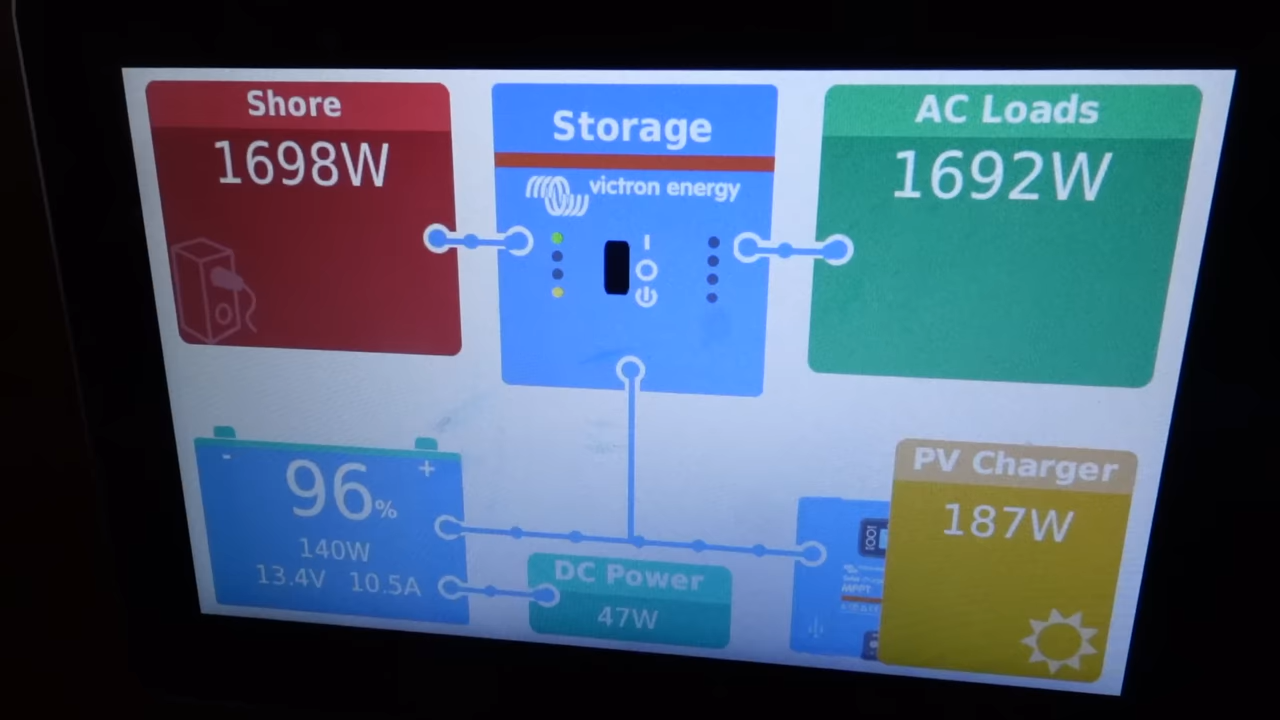 Shore
1698W
Storage
victron energy
AC Loads
1692W
96%
140W
13.4V 10.5A
DC Power
47W
PV Charger
187W
MPPT